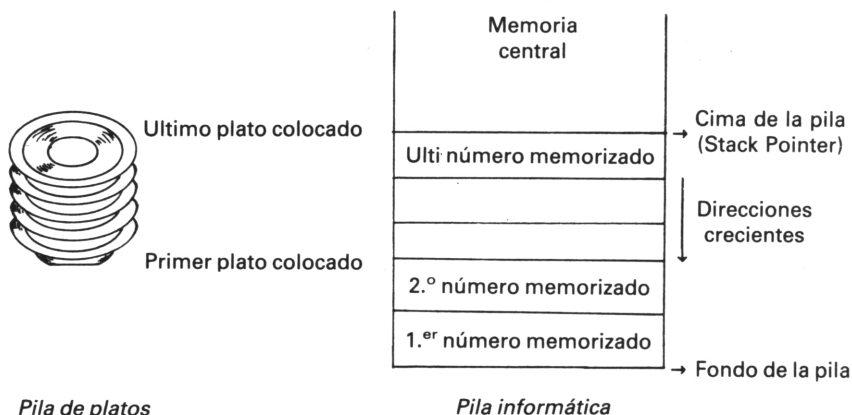 Memoria
central
Ultimo plato colocado
Cima de la pila
(Stack Pointer)
Ulti número memorizado
Direcciones
crecientes
Primer plato colocado
2.º número memorizado
1.er número memorizado
Fondo de la pila
Pila de platos
Pila informática